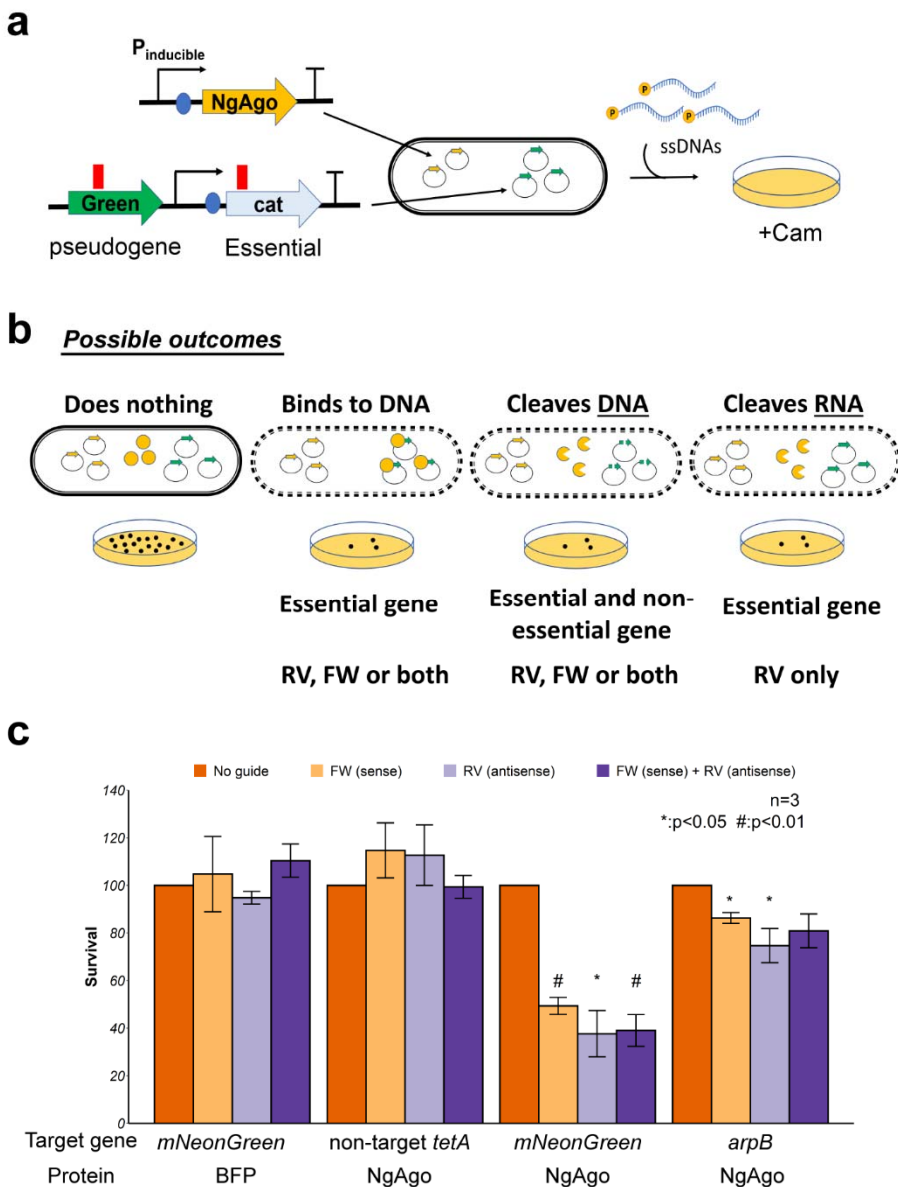 a
P inducible
NgAgo
P
P P
ssDNAs
Green
cat
pseudogene
Essential
+Cam
b
Possible outcomes
Does nothing
Binds to DNA
Cleaves DNA
Cleaves RNA
Essential gene
Essential and non-
essential gene
Essential gene
RV, FW or both
RV, FW or both
RV only
c
No guide
FW (sense)
RV (antisense)
FW (sense) + RV (antisense)
n=3
*:p<0.05 #:p<0.01
140
120
100
80
60
40
20
0
Survival
# * #
* *
Target gene mNeonGreen non-target tetA mNeonGreen arpB
Protein BFP NgAgo NgAgo NgAgo